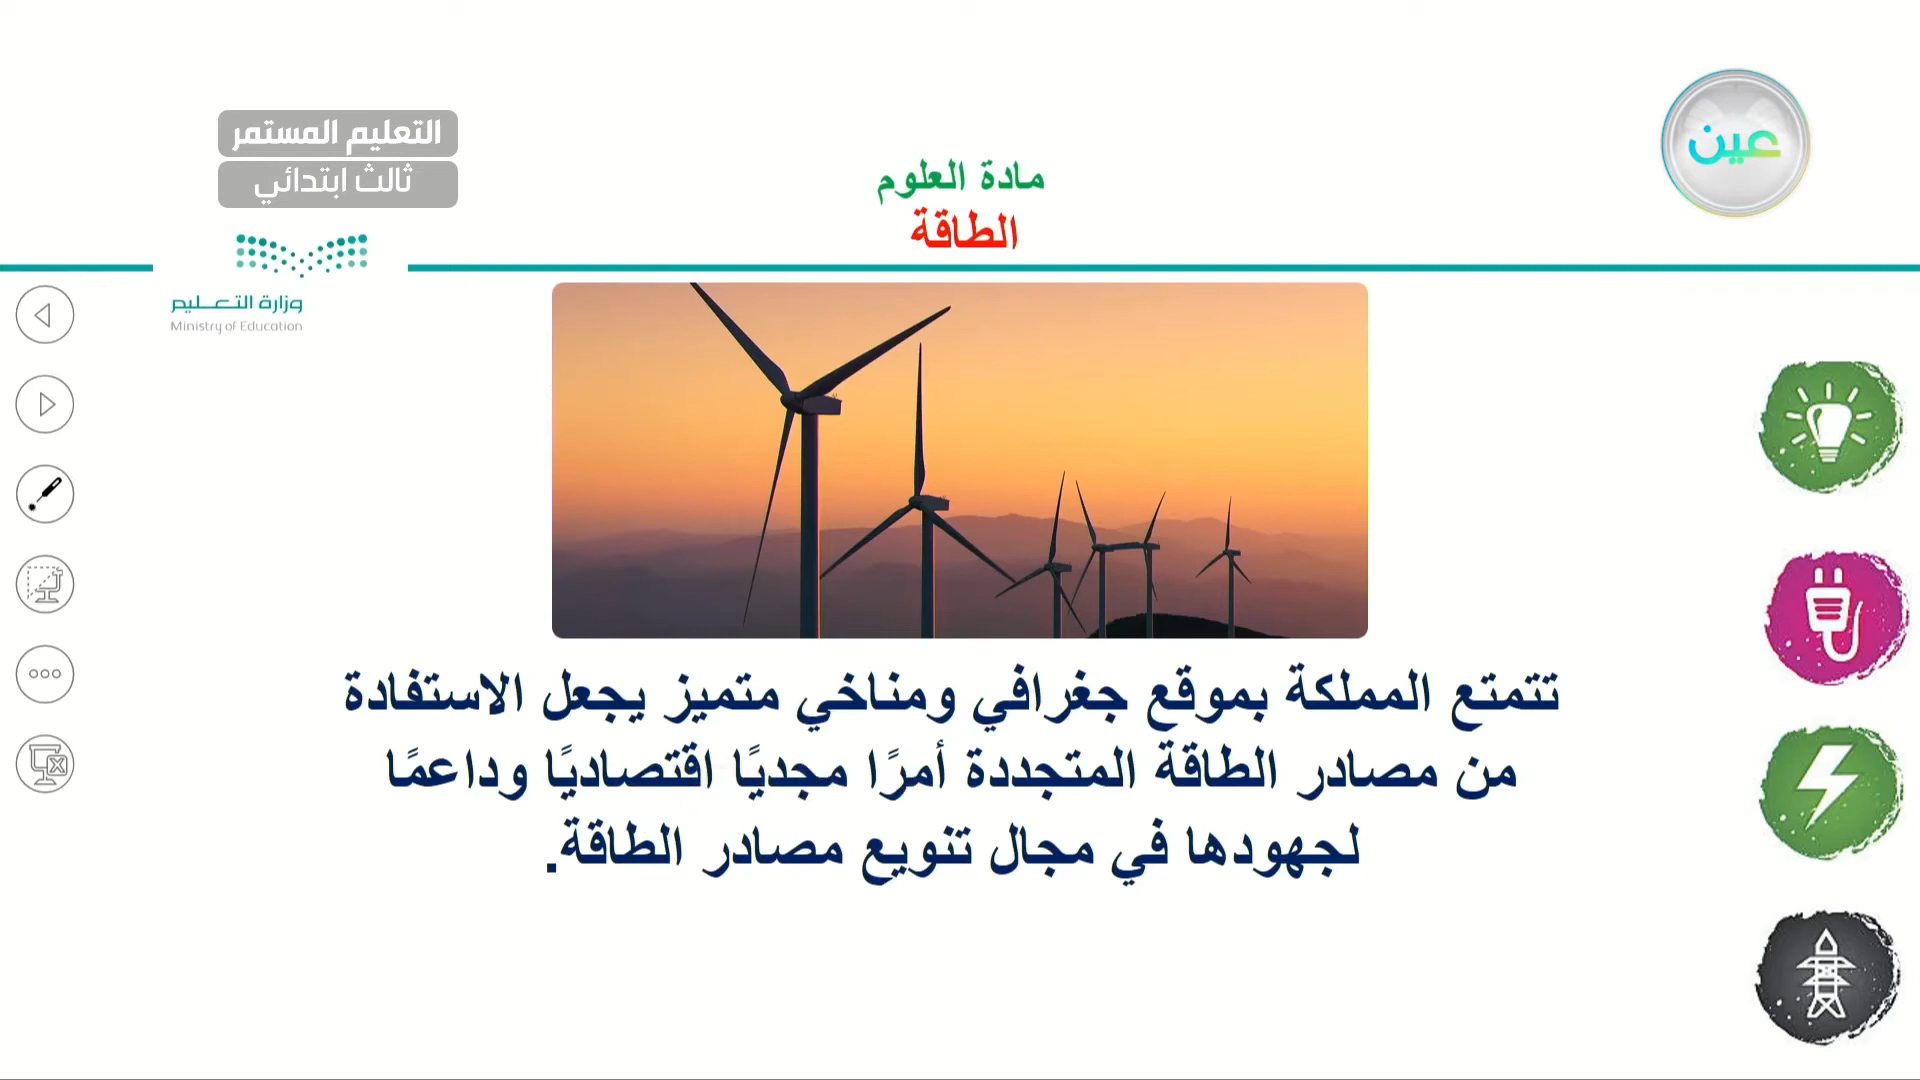 التعليم المستمر
ثالث ابتدائي
عين
مادة العلوم
الطاقة
وزارة التعليم
Ministry of Education
تتمتع المملكة بموقع جغرافي ومناخي متميز يجعل الاستفادة
من مصادر الطاقة المتجددة أمرًا مجديًا اقتصاديًا وداعمًا
لجهودها في مجال تنويع مصادر الطاقة.